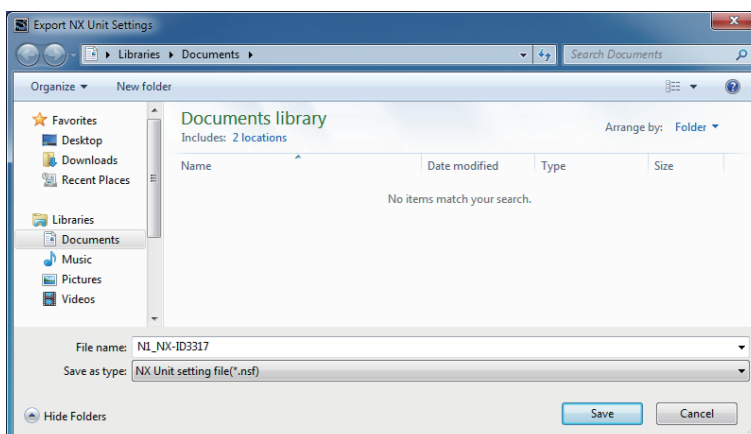 Export NX Unit Settings
Libraries Documents Search Documents
Organize New folder
Favorites
Desktop
Downloads
Recent Places
Libraries
Documents
Music
Pictures
Videos
Documents library
Includes: 2 locations
Arrange by: Folder
Name Date modified Type Size
No items match your search.
File name: N1_NX-ID3317
Save as type: NX Unit setting file(*.nsf)
Hide Folders Save Cancel